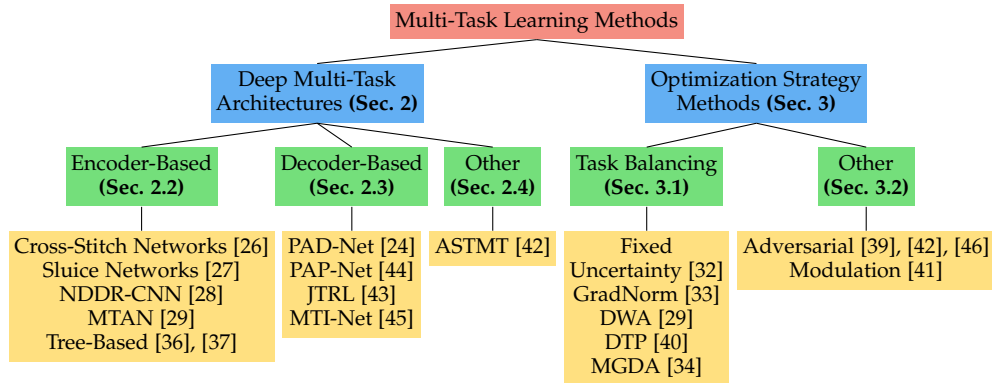 Multi-Task Learning Methods
Deep Multi-Task
Architectures (Sec. 2)
Optimization Strategy
Methods (Sec. 3)
Encoder-Based
(Sec. 2.2)
Decoder-Based
(Sec. 2.3)
Other
(Sec. 2.4)
Task Balancing
(Sec. 3.1)
Other
(Sec. 3.2)
Cross-Stitch Networks [26]
Sluice Networks [27]
NDDR-CNN [28]
MTAN [29]
Tree-Based [36], [37]
PAD-Net [24]
PAP-Net [44]
JTRL [43]
MTI-Net [45]
ASTMT [42]
Fixed
Uncertainty [32]
GradNorm [33]
DWA [29]
DTP [40]
MGDA [34]
Adversarial [39], [42], [46]
Modulation [41]